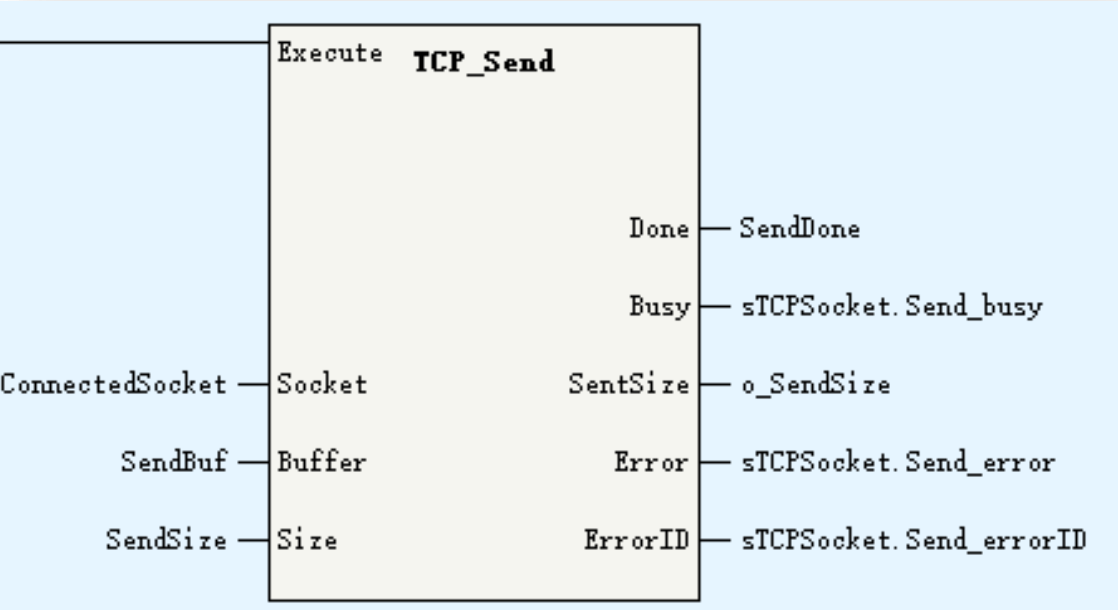 Execute TCP_Send
Done SendDone
Busy sTCPSocket.Send_busy
ConnectedSocket Socket SentSize o_SendSize
SendBuf Buffer Error sTCPSocket.Send_error
SendSize Size ErrorID sTCPSocket.Send_errorID